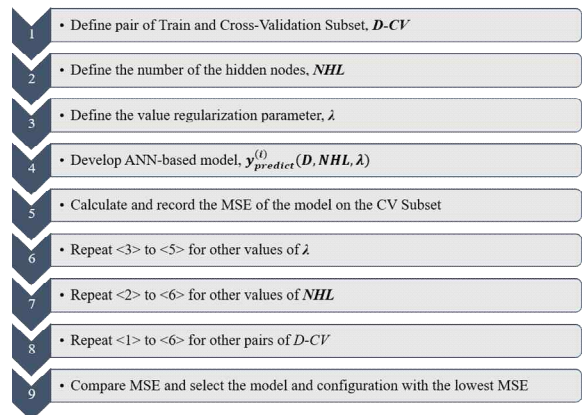 1 • Define pair of Train and Cross-Validation Subset, D-CV
2 • Define the number of the hidden nodes, NHL
3 • Define the value regularization parameter, λ
4 • Develop ANN-based model, y_predict^(i)(D, NHL, λ)
5 • Calculate and record the MSE of the model on the CV Subset
6 • Repeat <3> to <5> for other values of λ
7 • Repeat <2> to <6> for other values of NHL
8 • Repeat <1> to <6> for other pairs of D-CV
9 • Compare MSE and select the model and configuration with the lowest MSE